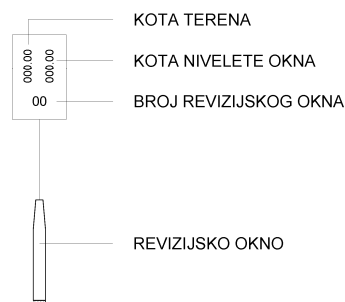 KOTA TERENA
000.00
000.00
KOTA NIVELETE OKNA
00
BROJ REVIZIJSKOG OKNA
REVIZIJSKO OKNO